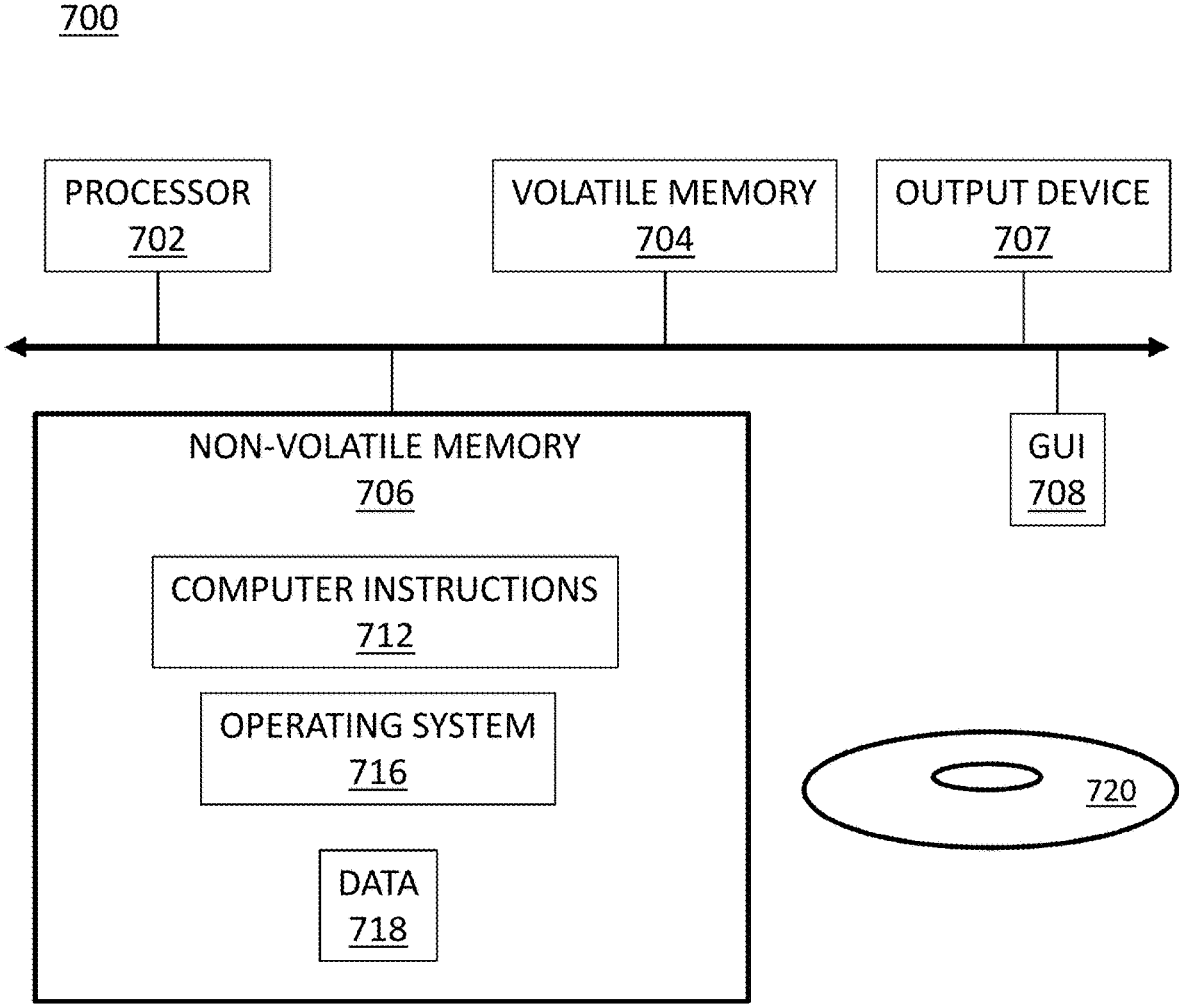 700
PROCESSOR
702
VOLATILE MEMORY
704
OUTPUT DEVICE
707
NON-VOLATILE MEMORY
706
GUI
708
COMPUTER INSTRUCTIONS
712
OPERATING SYSTEM
716
720
DATA
718